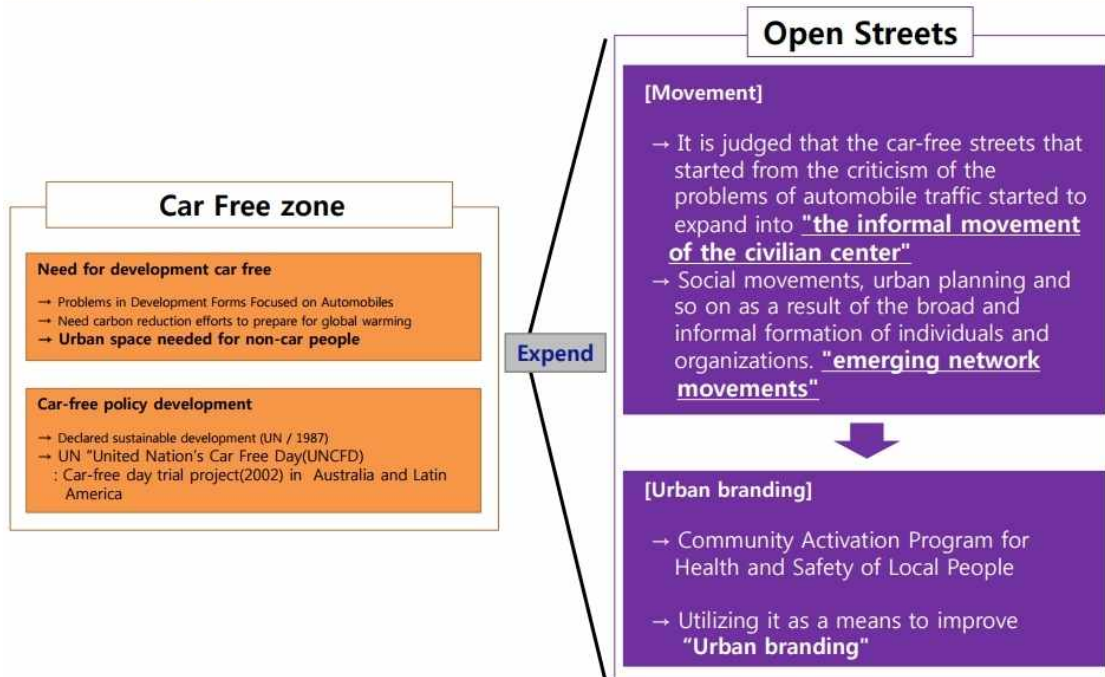 Car Free zone
Need for development car free
→ Problems in Development Forms Focused on Automobiles
→ Need carbon reduction efforts to prepare for global warming
→ Urban space needed for non-car people
Car-free policy development
→ Declared sustainable development (UN / 1987)
→ UN "United Nation's Car Free Day(UNCFD)
: Car-free day trial project(2002) in Australia and Latin
America
Expend
Open Streets
[Movement]
→ It is judged that the car-free streets that
started from the criticism of the
problems of automobile traffic started to
expand into "the informal movement
of the civilian center"
→ Social movements, urban planning and
so on as a result of the broad and
informal formation of individuals and
organizations. "emerging network
movements"
[Urban branding]
→ Community Activation Program for
Health and Safety of Local People
→ Utilizing it as a means to improve
"Urban branding"